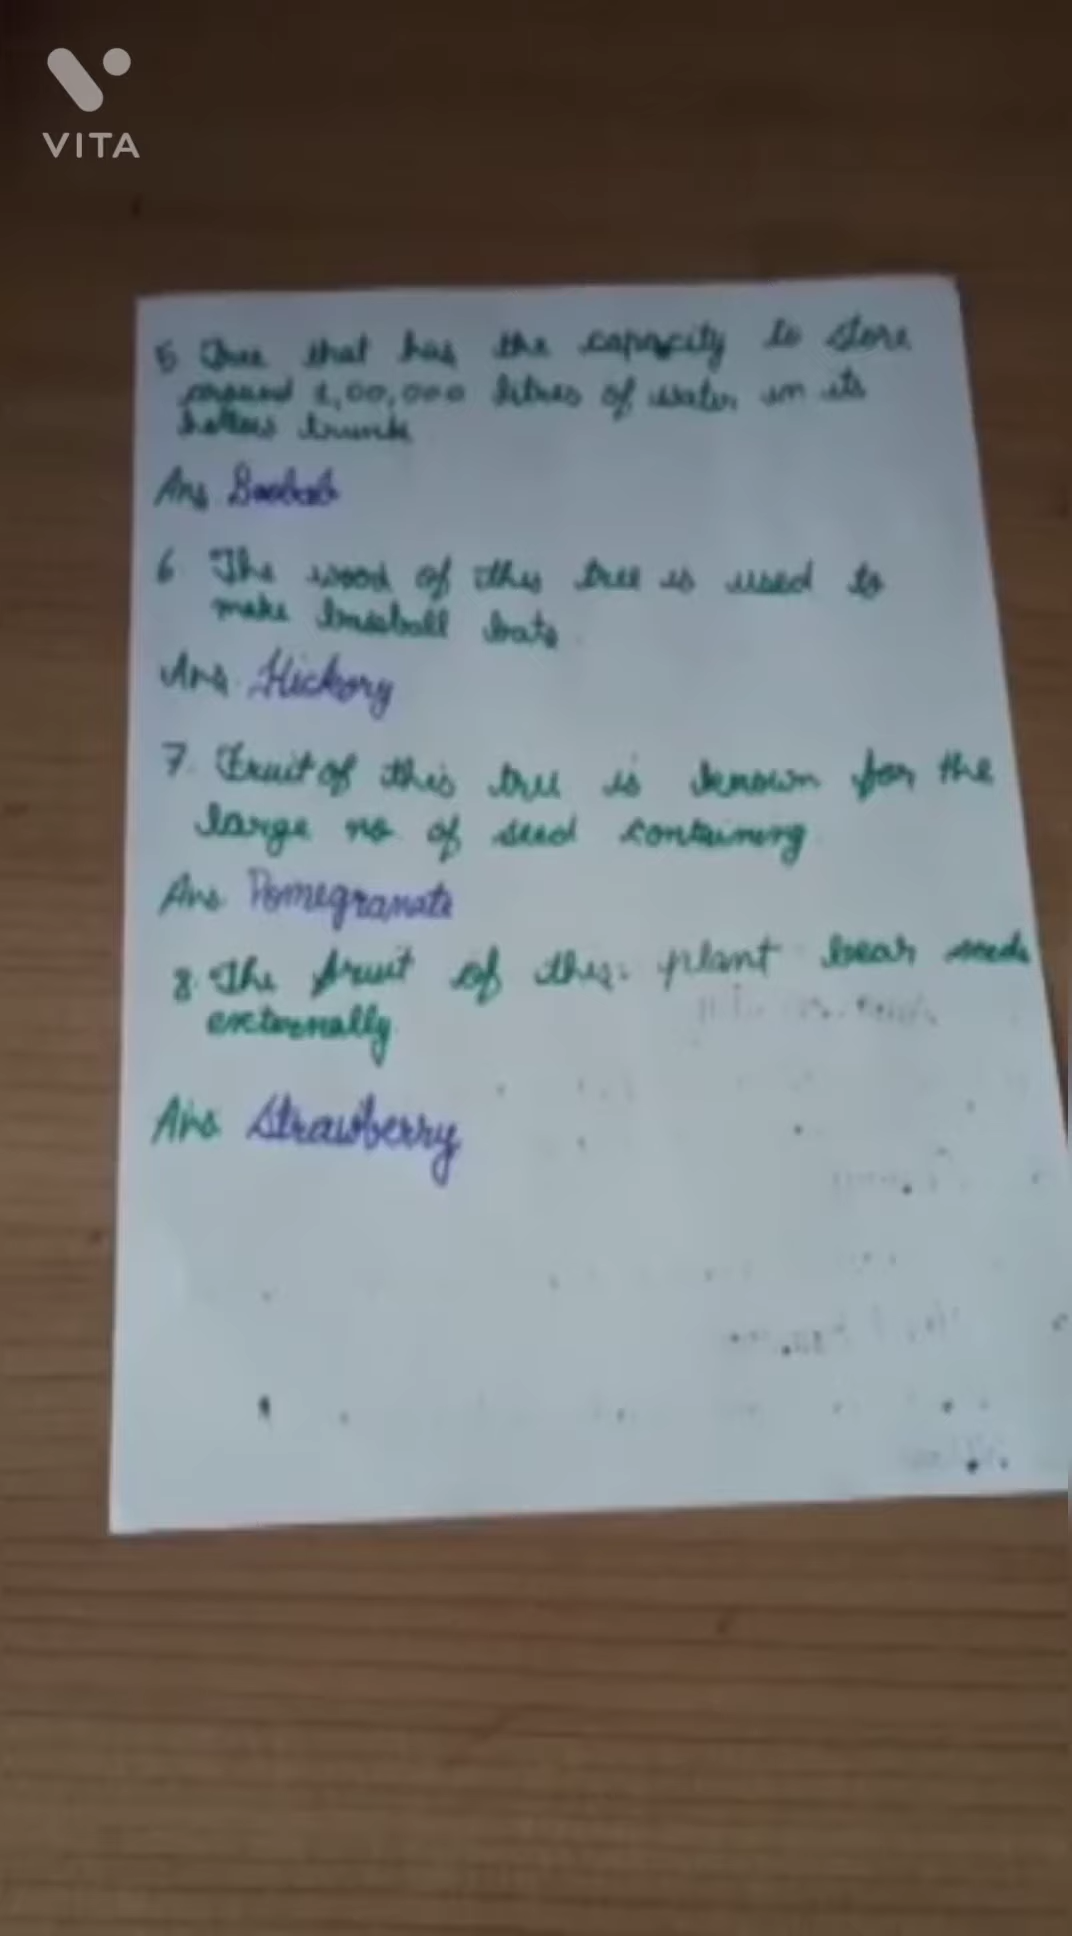 VITA
5 Tree that has the capacity to store
around 1,00,000 litres of water in its
hollow trunk
Ans Baobab
6 The wood of this tree is used to
make baseball bats.
Ans Hickory
7. Fruit of this tree is known for the
large no. of seed containing
Ans Pomegranate
8. The fruit of this plant bear seeds
externally.
Ans Strawberry